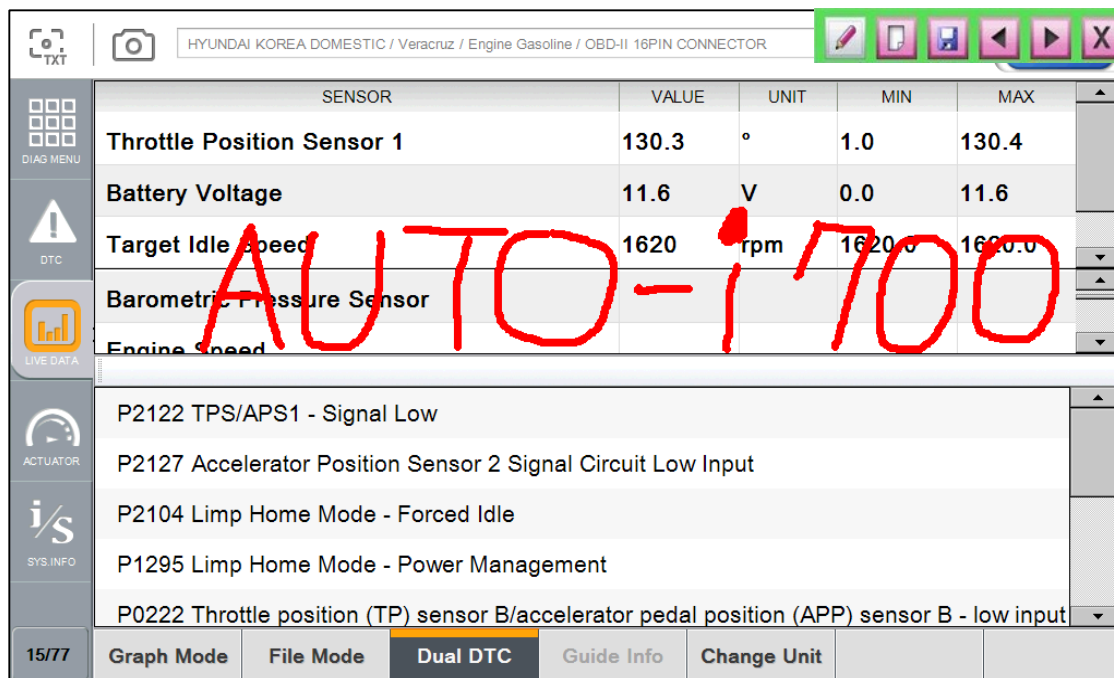 TXT
HYUNDAI KOREA DOMESTIC / Veracruz / Engine Gasoline / OBD-II 16PIN CONNECTOR
X
SENSOR VALUE UNIT MIN MAX
DIAG MENU
Throttle Position Sensor 1 130.3 ° 1.0 130.4
Battery Voltage 11.6 V 0.0 11.6
DTC
Target Idle Speed 1620 rpm 1620.0 1620.0
AUTO-i700
Barometric Pressure Sensor
LIVE DATA
Engine Speed
P2122 TPS/APS1 - Signal Low
ACTUATOR
P2127 Accelerator Position Sensor 2 Signal Circuit Low Input
P2104 Limp Home Mode - Forced Idle
i/s
SYS.INFO
P1295 Limp Home Mode - Power Management
P0222 Throttle position (TP) sensor B/accelerator pedal position (APP) sensor B - low input
15/77 Graph Mode File Mode Dual DTC Guide Info Change Unit